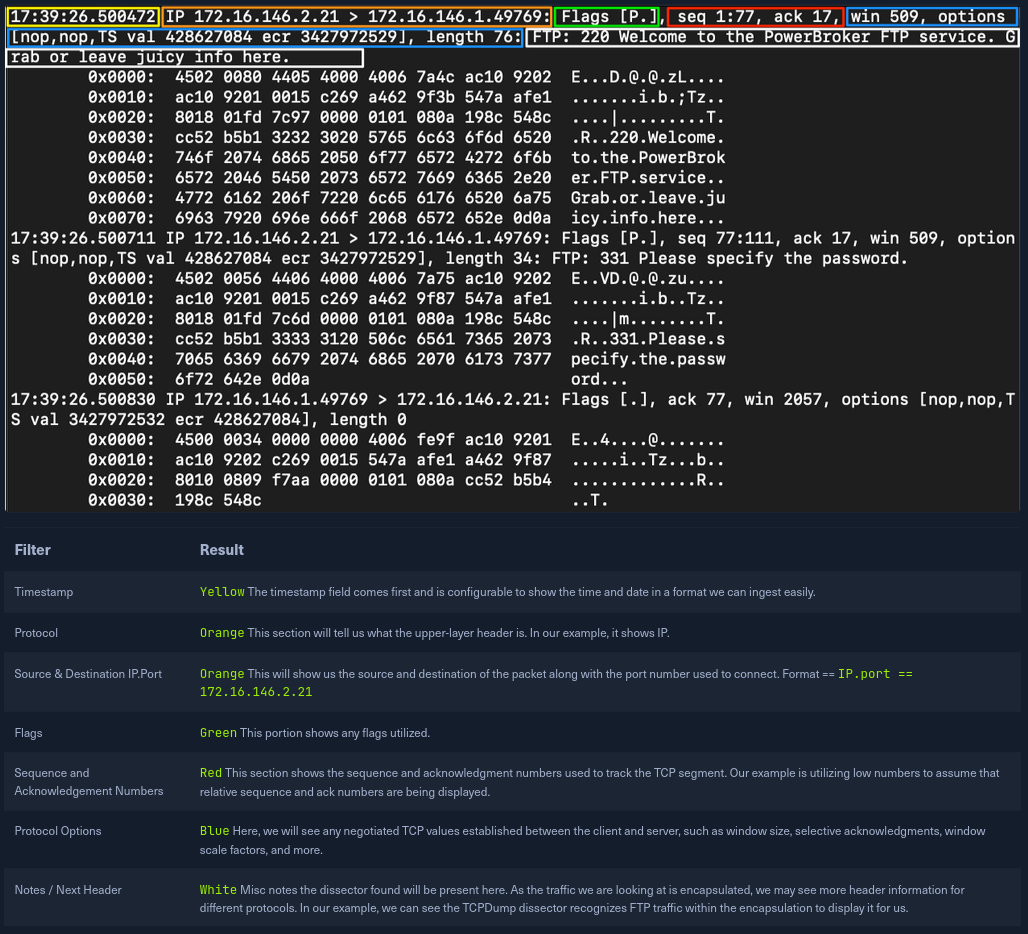 17:39:26.500472 IP 172.16.146.2.21 > 172.16.146.1.49769: Flags [P.], seq 1:77, ack 17, win 509, options
[nop,nop,TS val 428627084 ecr 3427972529], length 76: FTP: 220 Welcome to the PowerBroker FTP service. G
rab or leave juicy info here.
0x0000:  4502 0080 4405 4000 4006 7a4c ac10 9202  E...D.@.@.zL....
0x0010:  ac10 9201 0015 c269 a462 9f3b 547a afe1  .......i.b.;Tz..
0x0020:  8018 01fd 7c97 0000 0101 080a 198c 548c  ....|.........T.
0x0030:  cc52 b5b1 3232 3020 5765 6c63 6f6d 6520  .R..220.Welcome.
0x0040:  746f 2074 6865 2050 6f77 6572 4272 6f6b  to.the.PowerBrok
0x0050:  6572 2046 5450 2073 6572 7669 6365 2e20  er.FTP.service..
0x0060:  4772 6162 206f 7220 6c65 6176 6520 6a75  Grab.or.leave.ju
0x0070:  6963 7920 696e 666f 2068 6572 652e 0d0a  icy.info.here...
17:39:26.500711 IP 172.16.146.2.21 > 172.16.146.1.49769: Flags [P.], seq 77:111, ack 17, win 509, option
s [nop,nop,TS val 428627084 ecr 3427972529], length 34: FTP: 331 Please specify the password.
0x0000:  4502 0056 4406 4000 4006 7a75 ac10 9202  E..VD.@.@.zu....
0x0010:  ac10 9201 0015 c269 a462 9f87 547a afe1  .......i.b..Tz..
0x0020:  8018 01fd 7c6d 0000 0101 080a 198c 548c  ....|m........T.
0x0030:  cc52 b5b1 3333 3120 506c 6561 7365 2073  .R..331.Please.s
0x0040:  7065 6369 6679 2074 6865 2070 6173 7377  pecify.the.passw
0x0050:  6f72 642e 0d0a  ord...
17:39:26.500830 IP 172.16.146.1.49769 > 172.16.146.2.21: Flags [.], ack 77, win 2057, options [nop,nop,T
S val 3427972532 ecr 428627084], length 0
0x0000:  4500 0034 0000 0000 4006 fe9f ac10 9201  E..4....@.......
0x0010:  ac10 9202 c269 0015 547a afe1 a462 9f87  .....i..Tz...b..
0x0020:  8010 0809 f7aa 0000 0101 080a cc52 b5b4  .............R..
0x0030:  198c 548c  ..T.
Filter Result
Timestamp Yellow The timestamp field comes first and is configurable to show the time and date in a format we can ingest easily.
Protocol Orange This section will tell us what the upper-layer header is. In our example, it shows IP.
Source & Destination IP.Port Orange This will show us the source and destination of the packet along with the port number used to connect. Format == IP.port ==
172.16.146.2.21
Flags Green This portion shows any flags utilized.
Sequence and Red This section shows the sequence and acknowledgment numbers used to track the TCP segment. Our example is utilizing low numbers to assume that
Acknowledgement Numbers relative sequence and ack numbers are being displayed.
Protocol Options Blue Here, we will see any negotiated TCP values established between the client and server, such as window size, selective acknowledgments, window
scale factors, and more.
Notes / Next Header White Misc notes the dissector found will be present here. As the traffic we are looking at is encapsulated, we may see more header information for
different protocols. In our example, we can see the TCPDump dissector recognizes FTP traffic within the encapsulation to display it for us.